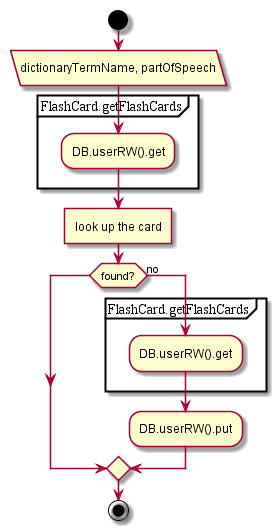 dictionaryTermName, partOfSpeech
FlashCard.getFlashCards
DB.userRW().get
look up the card
found?
no
FlashCard.getFlashCards
DB.userRW().get
DB.userRW().put